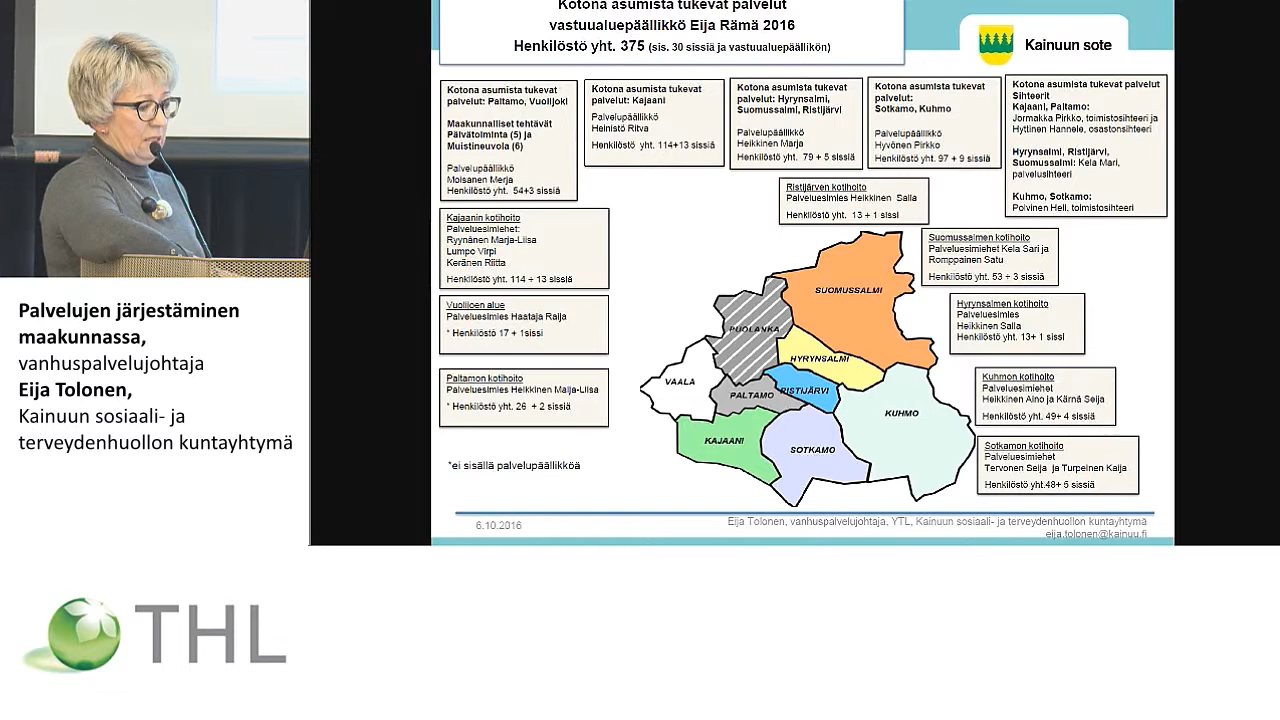 Kotona asumista tukevat palvelut
vastuualuepäällikkö Eija Rämä 2016
Henkilöstö yht. 375 (sis. 30 sissiä ja vastuualuepäällikön)
Kainuun sote
Kotona asumista tukevat
palvelut: Paltamo, Vuolijoki
Maakunnalliset tehtävät
Päivätoiminta (5) ja
Muistineuvola (6)
Palvelupäällikkö
Moisanen Merja
Henkilöstö yht. 54+3 sissiä
Kotona asumista tukevat
palvelut: Kajaani
Palvelupäällikkö
Heinistö Ritva
Henkilöstö yht. 114+13 sissiä
Kotona asumista tukevat
palvelut: Hyrynsalmi,
Suomussalmi, Ristijärvi
Palvelupäällikkö
Heikkinen Marja
Henkilöstö yht. 79 + 5 sissiä
Kotona asumista tukevat
palvelut:
Sotkamo, Kuhmo
Palvelupäällikkö
Hyvönen Pirkko
Henkilöstö yht. 97 + 9 sissiä
Kotona asumista tukevat palvelut
Sihteerit
Kajaani, Paltamo:
Jormakka Pirkko, toimistosihteeri ja
Hyttinen Hannele, osastonsihteeri
Hyrynsalmi, Ristijärvi,
Suomussalmi: Kela Mari,
palvelusihteeri
Kuhmo, Sotkamo:
Polvinen Heli, toimistosihteeri
Ristijärven kotihoito
Palveluesimies Heikkinen Salla
Henkilöstö yht. 13 + 1 sissi
Kajaanin kotihoito
Palveluesimiehet:
Ryynänen Marja-Liisa
Lumpo Virpi
Keränen Riitta
Henkilöstö yht. 114 + 13 sissiä
Suomussalmen kotihoito
Palveluesimiehet Kela Sari ja
Romppainen Satu
Henkilöstö yht. 53 + 3 sissiä
Vuolijoen alue
Palveluesimies Haataja Raija
* Henkilöstö 17 + 1sissi
Hyrynsalmen kotihoito
Palveluesimies
Heikkinen Salla
Henkilöstö yht. 13+ 1 sissi
Paltamon kotihoito
Palveluesimies Heikkinen Maija-Liisa
* Henkilöstö yht. 26 + 2 sissiä
Kuhmon kotihoito
Palveluesimiehet
Heikkinen Aino ja Kärnä Seija
Henkilöstö yht. 49+ 4 sissiä
Sotkamon kotihoito
Palveluesimiehet
Tervonen Seija ja Turpeinen Kaija
Henkilöstö yht.48+ 5 sissiä
SUOMUSSALMI
PUOLANKA
HYRYNSALMI
VAALA
PALTAMO
RISTIJÄRVI
KUHMO
KAJAANI
SOTKAMO
*ei sisällä palvelupäällikköä
6.10.2016
Eija Tolonen, vanhuspalvelujohtaja, YTL, Kainuun sosiaali- ja terveydenhuollon kuntayhtymä
eija.tolonen@kainuu.fi
Palvelujen järjestäminen
maakunnassa,
vanhuspalvelujohtaja
Eija Tolonen,
Kainuun sosiaali- ja
terveydenhuollon kuntayhtymä
THL